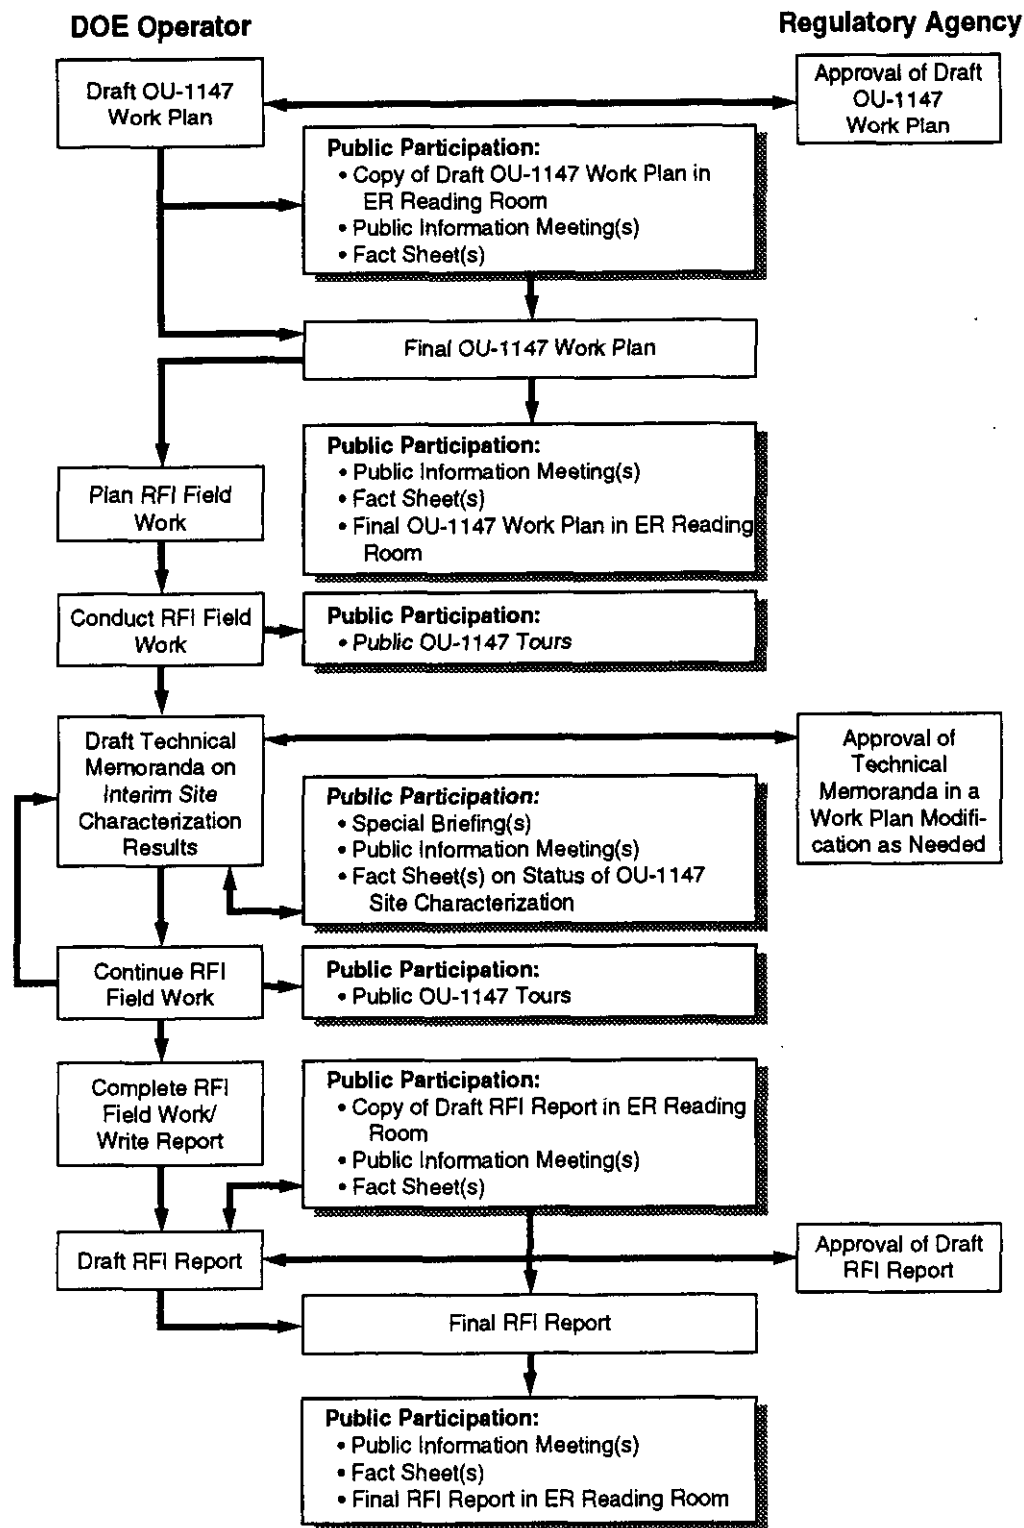 DOE Operator
Regulatory Agency
Draft OU-1147
Work Plan
Approval of Draft
OU-1147
Work Plan
Public Participation:
• Copy of Draft OU-1147 Work Plan in
ER Reading Room
• Public Information Meeting(s)
• Fact Sheet(s)
Final OU-1147 Work Plan
Public Participation:
• Public Information Meeting(s)
• Fact Sheet(s)
• Final OU-1147 Work Plan in ER Reading
Room
Plan RFI Field
Work
Conduct RFI Field
Work
Public Participation:
• Public OU-1147 Tours
Draft Technical
Memoranda on
Interim Site
Characterization
Results
Approval of
Technical
Memoranda in a
Work Plan Modifi-
cation as Needed
Public Participation:
• Special Briefing(s)
• Public Information Meeting(s)
• Fact Sheet(s) on Status of OU-1147
Site Characterization
Continue RFI
Field Work
Public Participation:
• Public OU-1147 Tours
Complete RFI
Field Work/
Write Report
Public Participation:
• Copy of Draft RFI Report in ER Reading
Room
• Public Information Meeting(s)
• Fact Sheet(s)
Draft RFI Report
Approval of Draft
RFI Report
Final RFI Report
Public Participation:
• Public Information Meeting(s)
• Fact Sheet(s)
• Final RFI Report in ER Reading Room